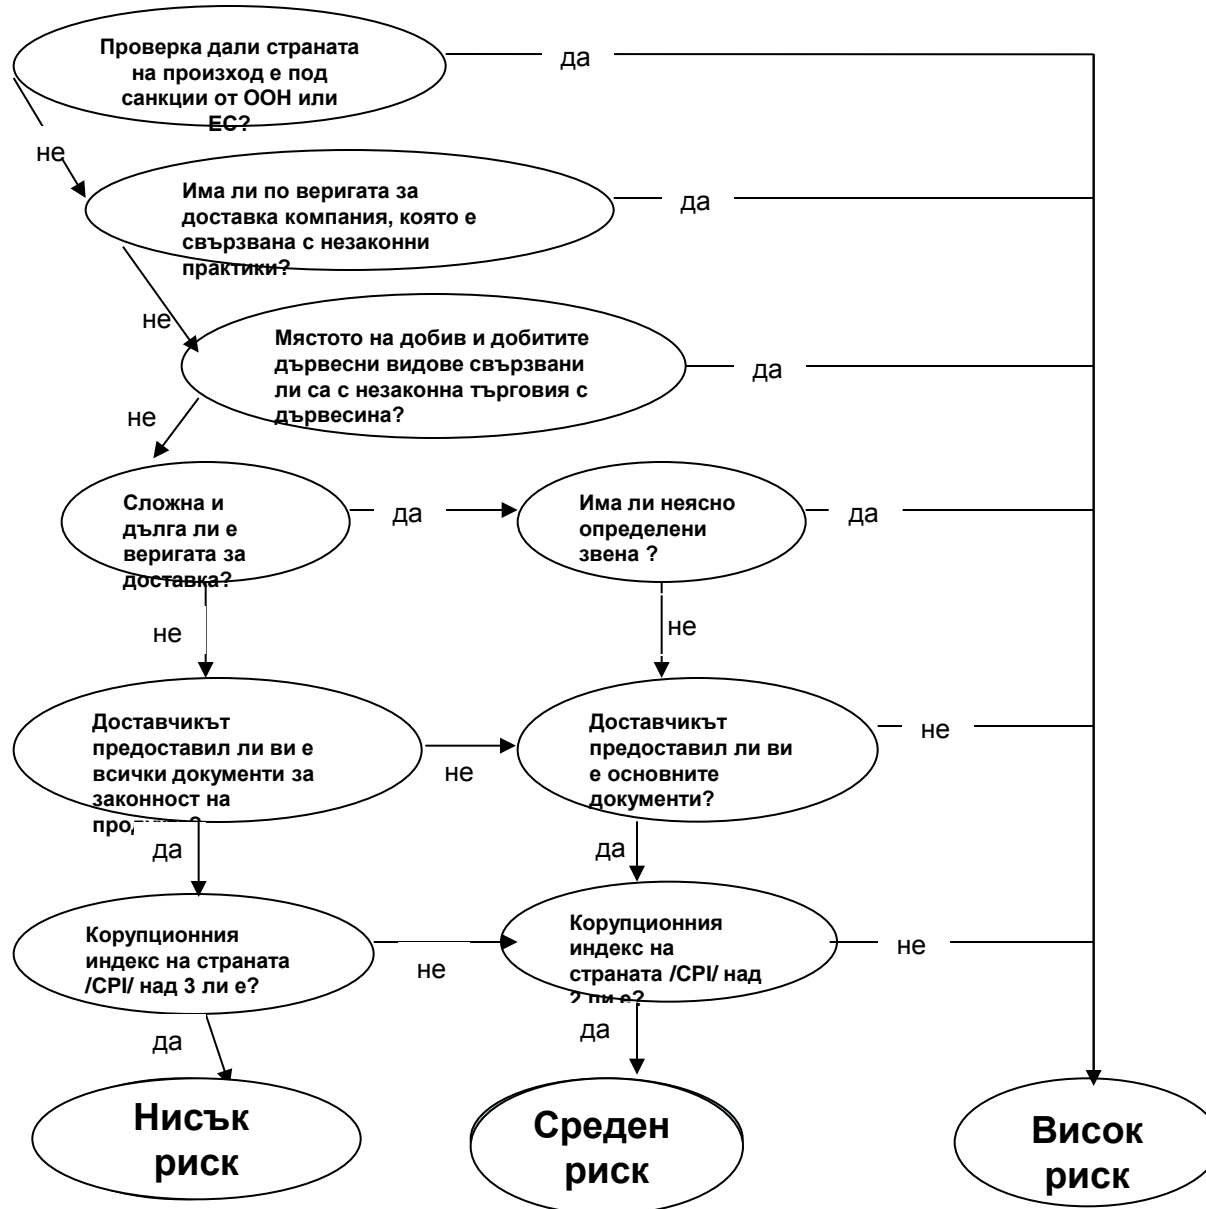 Проверка дали страната
на произход е под
санкции от ООН или
ЕС?
да
не
Има ли по веригата за
доставка компания, която е
свързвана с незаконни
практики?
да
не
Мястото на добив и добитите
дървесни видове свързвани
ли са с незаконна търговия с
дървесина?
да
не
Сложна и
дълга ли е
веригата за
доставка?
да
Има ли неясно
определени
звена ?
да
не
не
Доставчикът
предоставил ли ви е
всички документи за
законност на
не
Доставчикът
предоставил ли ви
е основните
документи?
не
да
да
Корупционния
индекс на страната
/CPI/ над 3 ли е?
не
Корупционния
индекс на
страната /CPI/ над
2 ли е?
не
да
да
Нисък
риск
Среден
риск
Висок
риск